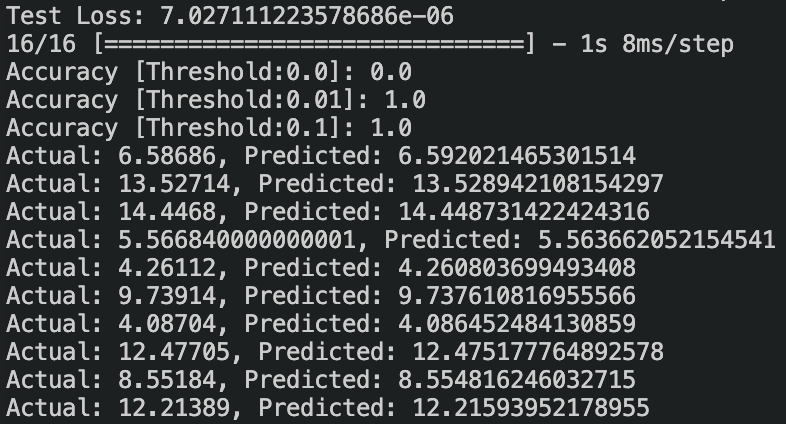 Test Loss: 7.027111223578686e-06
16/16 [==============================] - 1s 8ms/step
Accuracy [Threshold:0.0]: 0.0
Accuracy [Threshold:0.01]: 1.0
Accuracy [Threshold:0.1]: 1.0
Actual: 6.58686, Predicted: 6.592021465301514
Actual: 13.52714, Predicted: 13.528942108154297
Actual: 14.4468, Predicted: 14.448731422424316
Actual: 5.566840000000001, Predicted: 5.563662052154541
Actual: 4.26112, Predicted: 4.260803699493408
Actual: 9.73914, Predicted: 9.737610816955566
Actual: 4.08704, Predicted: 4.086452484130859
Actual: 12.47705, Predicted: 12.475177764892578
Actual: 8.55184, Predicted: 8.554816246032715
Actual: 12.21389, Predicted: 12.21593952178955